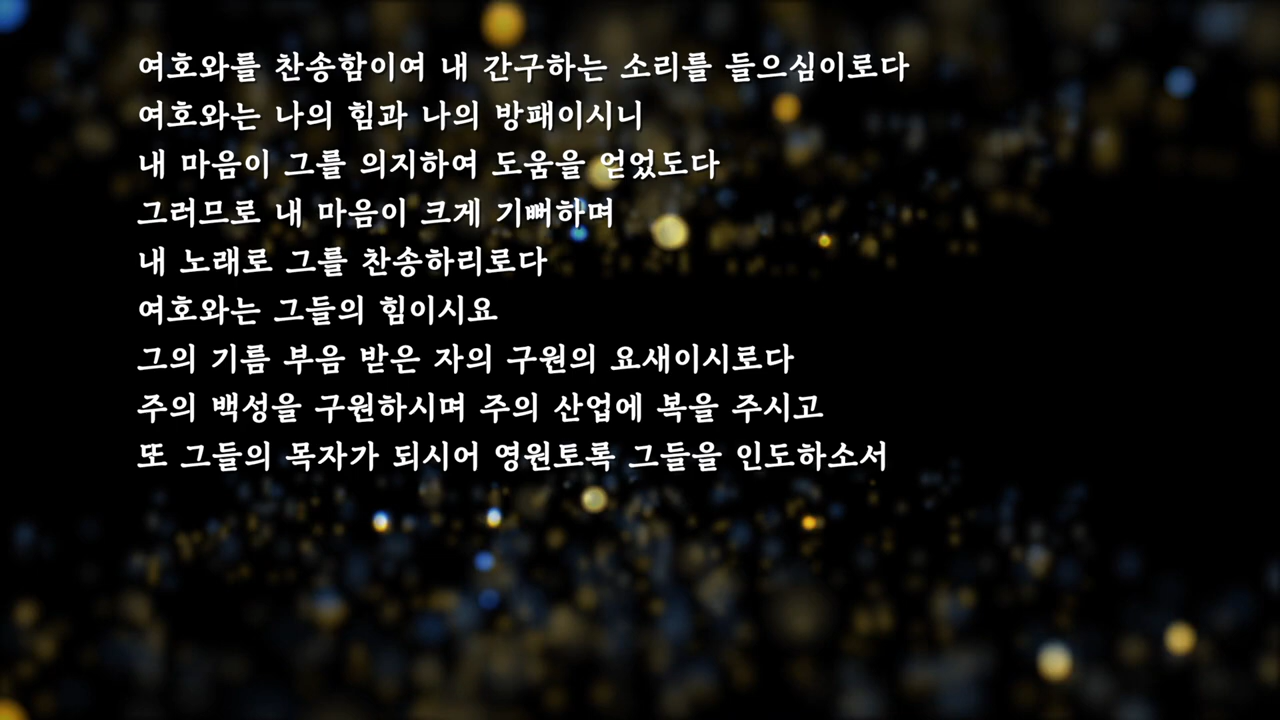 여호와를 찬송함이여 내 간구하는 소리를 들으심이로다
여호와는 나의 힘과 나의 방패이시니
내 마음이 그를 의지하여 도움을 얻었도다
그러므로 내 마음이 크게 기뻐하며
내 노래로 그를 찬송하리로다
여호와는 그들의 힘이시요
그의 기름 부음 받은 자의 구원의 요새이시로다
주의 백성을 구원하시며 주의 산업에 복을 주시고
또 그들의 목자가 되시어 영원토록 그들을 인도하소서